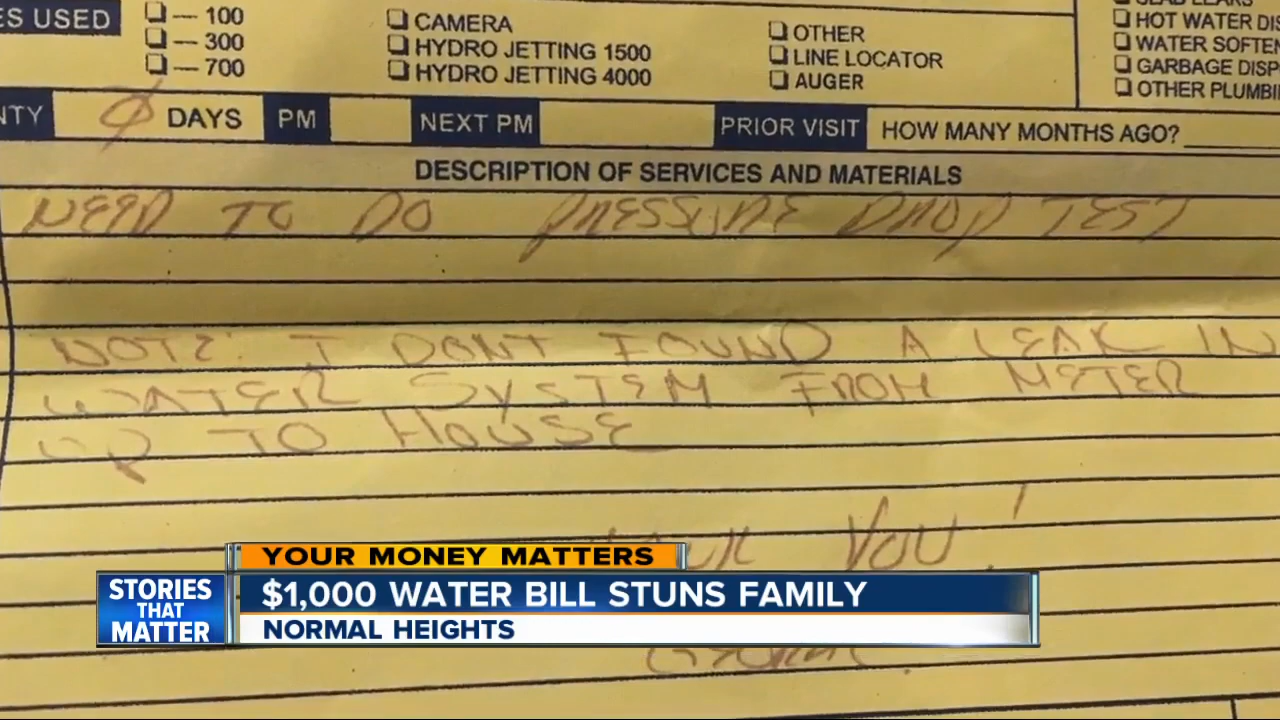 ES USED
— 100
— 300
— 700
CAMERA
HYDRO JETTING 1500
HYDRO JETTING 4000
OTHER
LINE LOCATOR
AUGER
SLAB LEAKS
HOT WATER DIS
WATER SOFTEN
GARBAGE DISP
OTHER PLUMBI
NTY Ø DAYS PM NEXT PM PRIOR VISIT HOW MANY MONTHS AGO?
DESCRIPTION OF SERVICES AND MATERIALS
NEED TO DO PRESSURE DROP TEST
NOTE: I DONT FOUND A LEAK IN
WATER SYSTEM FROM METER
UP TO HOUSE
YOU!
YOUR MONEY MATTERS
STORIES THAT MATTER
$1,000 WATER BILL STUNS FAMILY
NORMAL HEIGHTS